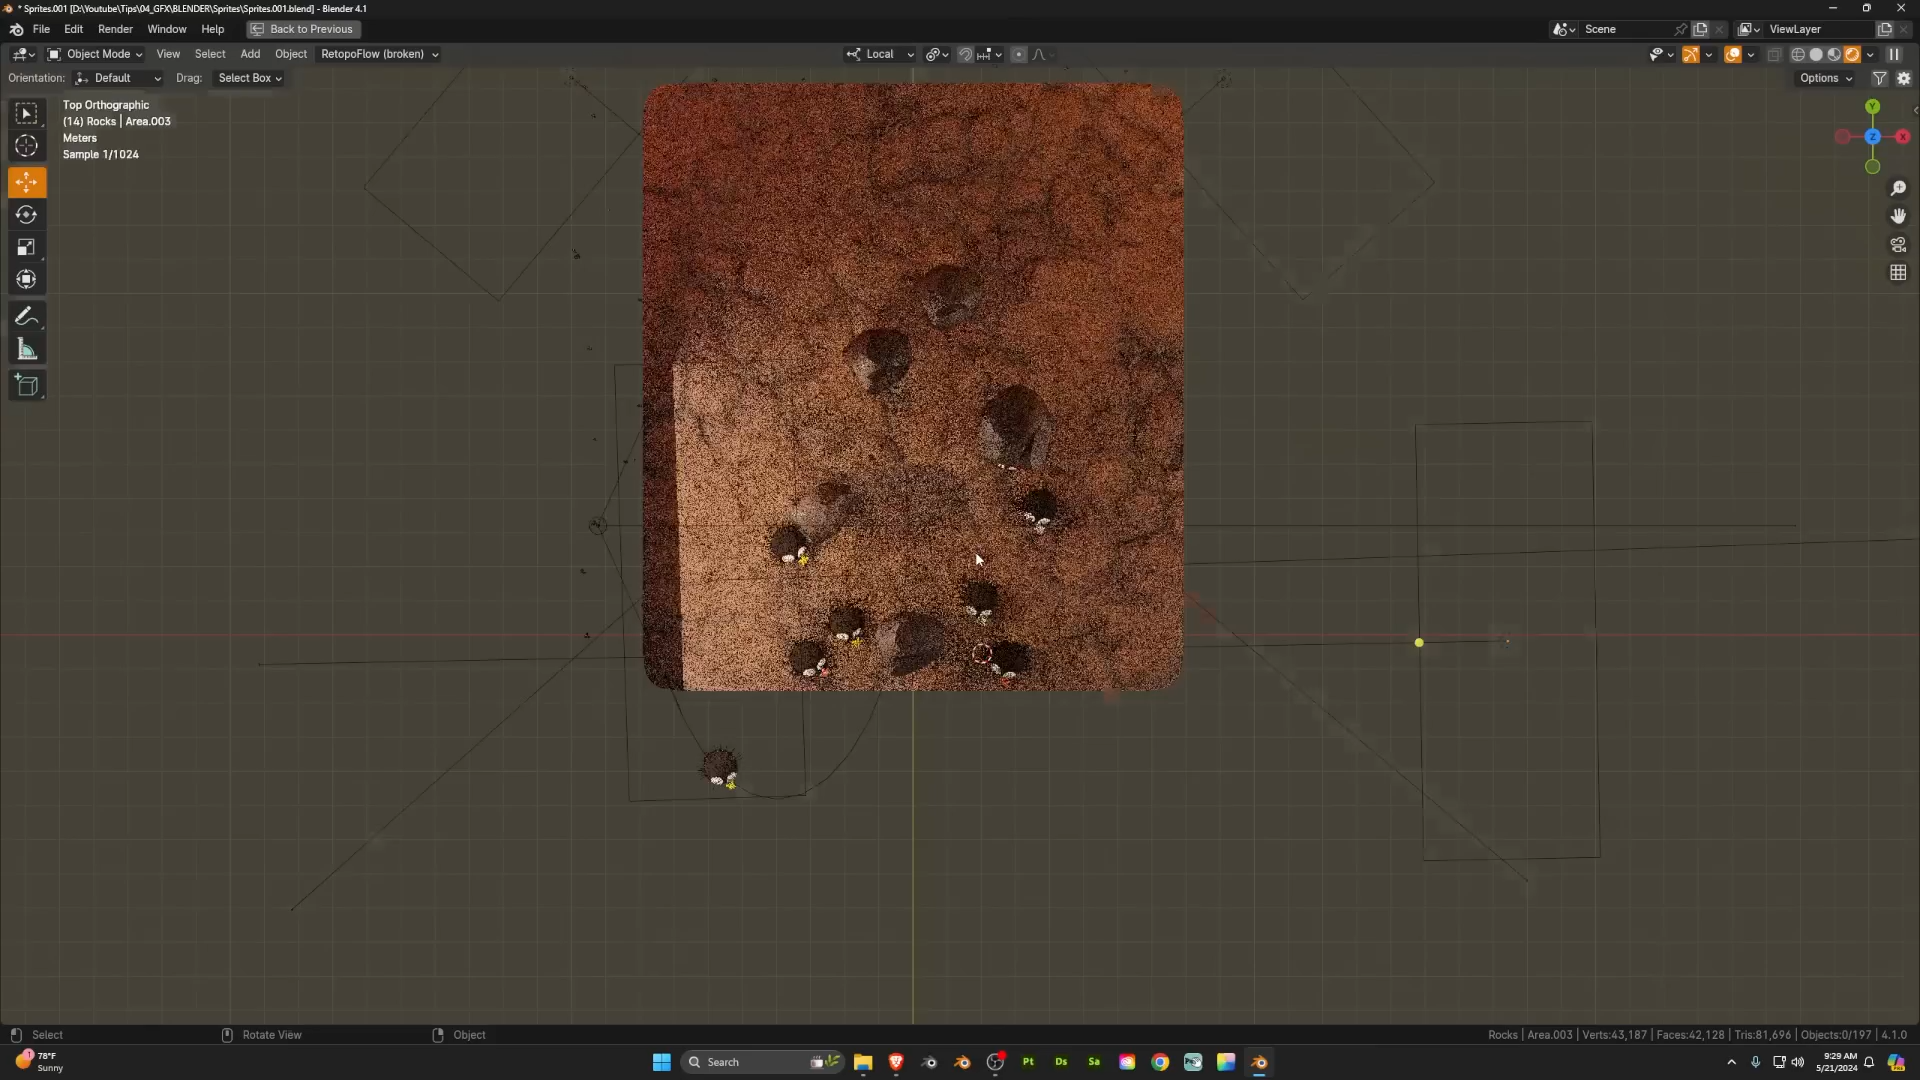 * Sprites.001 [D:\Youtube\Tips\04_GFX\BLENDER\Sprites\Sprites.001.blend] - Blender 4.1
File Edit Render Window Help Back to Previous Scene ViewLayer
Object Mode View Select Add Object RetopoFlow (broken) Local
Orientation: Default Drag: Select Box Options
Top Orthographic
(14) Rocks | Area.003
Meters
Sample 1/1024
Y
Z
X
Select Rotate View Object Rocks | Area.003 | Verts:43,187 | Faces:42,128 | Tris:81,696 | Objects:0/197 | 4.1.0
1
78°F
Sunny
Search
Pt Ds Sa
9:29 AM
5/21/2024